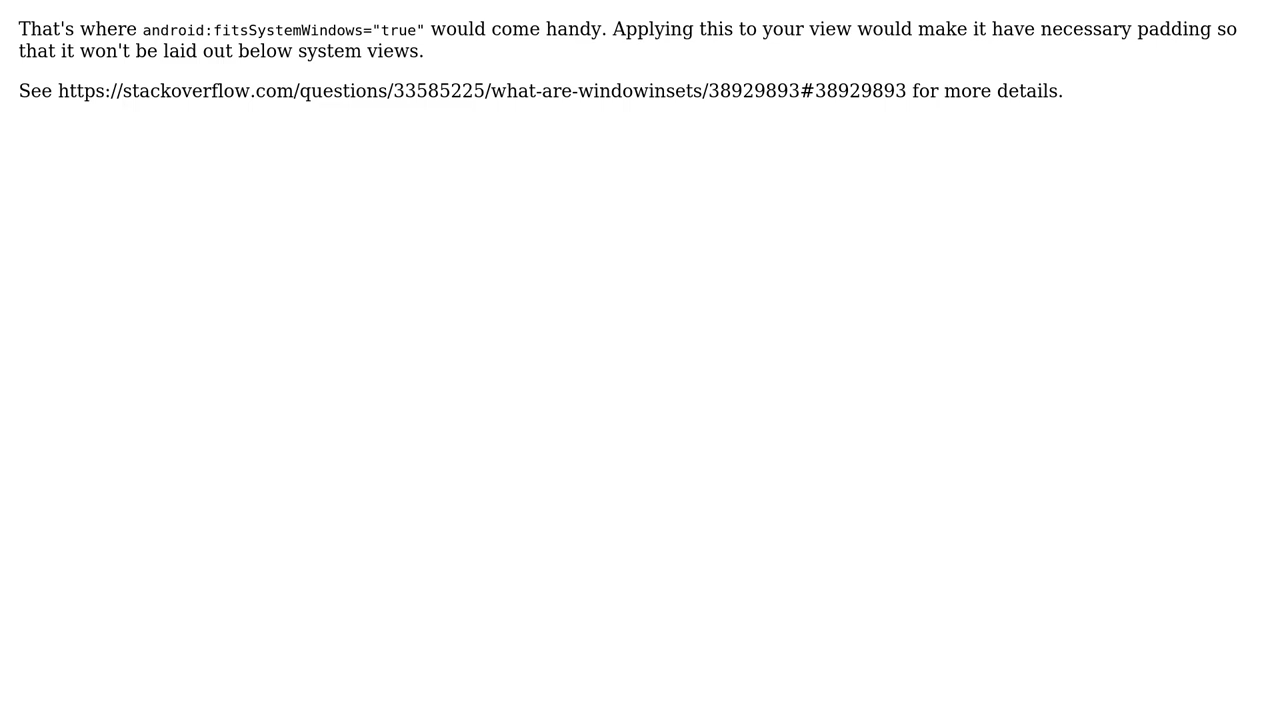 That's where android:fitsSystemWindows="true" would come handy. Applying this to your view would make it have necessary padding so
that it won't be laid out below system views.
See https://stackoverflow.com/questions/33585225/what-are-windowinsets/38929893#38929893 for more details.